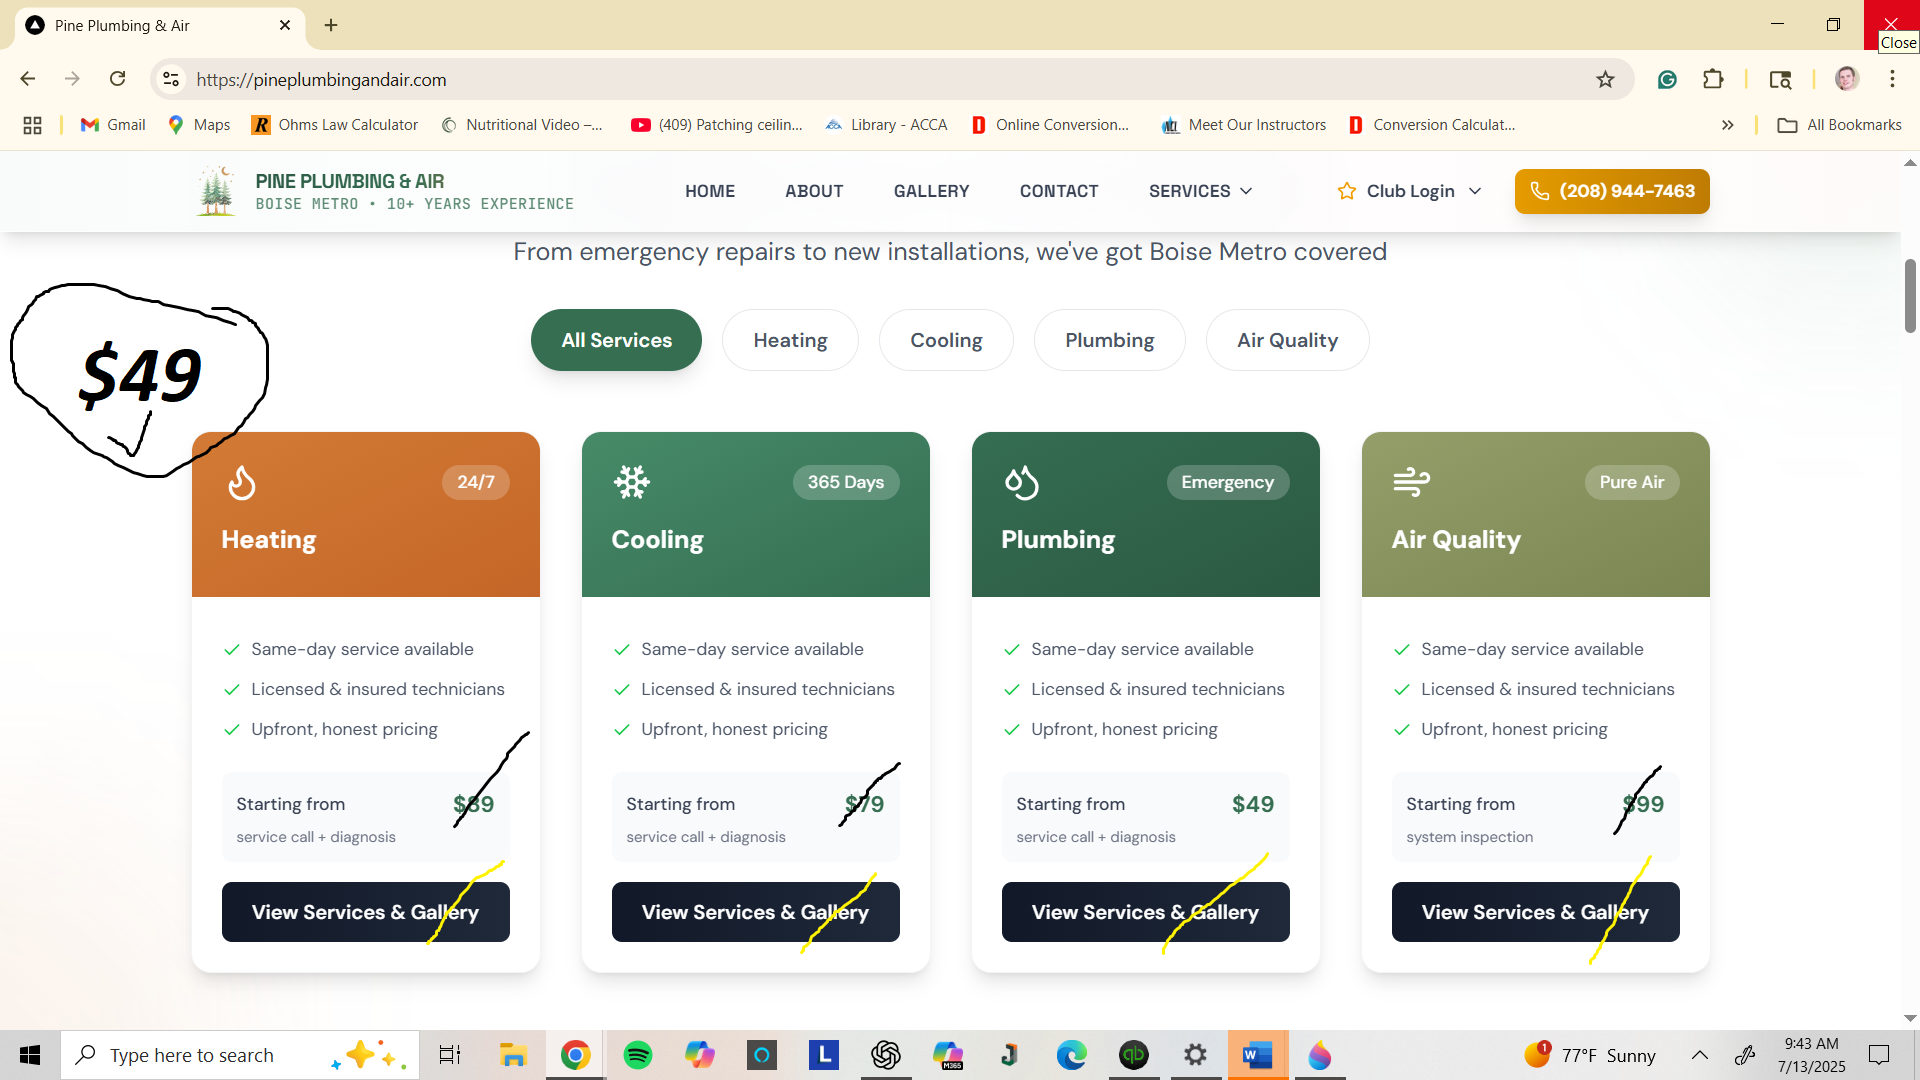 Pine Plumbing & Air
Close
https://pineplumbingandair.com
Gmail
Maps
R Ohms Law Calculator
Nutritional Video –...
(409) Patching ceilin...
Library - ACCA
D Online Conversion...
Meet Our Instructors
D Conversion Calculat...
All Bookmarks
PINE PLUMBING & AIR
BOISE METRO • 10+ YEARS EXPERIENCE
HOME
ABOUT
GALLERY
CONTACT
SERVICES
Club Login
(208) 944-7463
From emergency repairs to new installations, we've got Boise Metro covered
$49
All Services
Heating
Cooling
Plumbing
Air Quality
24/7
Heating
Same-day service available
Licensed & insured technicians
Upfront, honest pricing
Starting from
$89
service call + diagnosis
View Services & Gallery
365 Days
Cooling
Same-day service available
Licensed & insured technicians
Upfront, honest pricing
Starting from
$79
service call + diagnosis
View Services & Gallery
Emergency
Plumbing
Same-day service available
Licensed & insured technicians
Upfront, honest pricing
Starting from
$49
service call + diagnosis
View Services & Gallery
Pure Air
Air Quality
Same-day service available
Licensed & insured technicians
Upfront, honest pricing
Starting from
$99
system inspection
View Services & Gallery
Type here to search
L
M365
qb
W
1
77°F Sunny
9:43 AM
7/13/2025